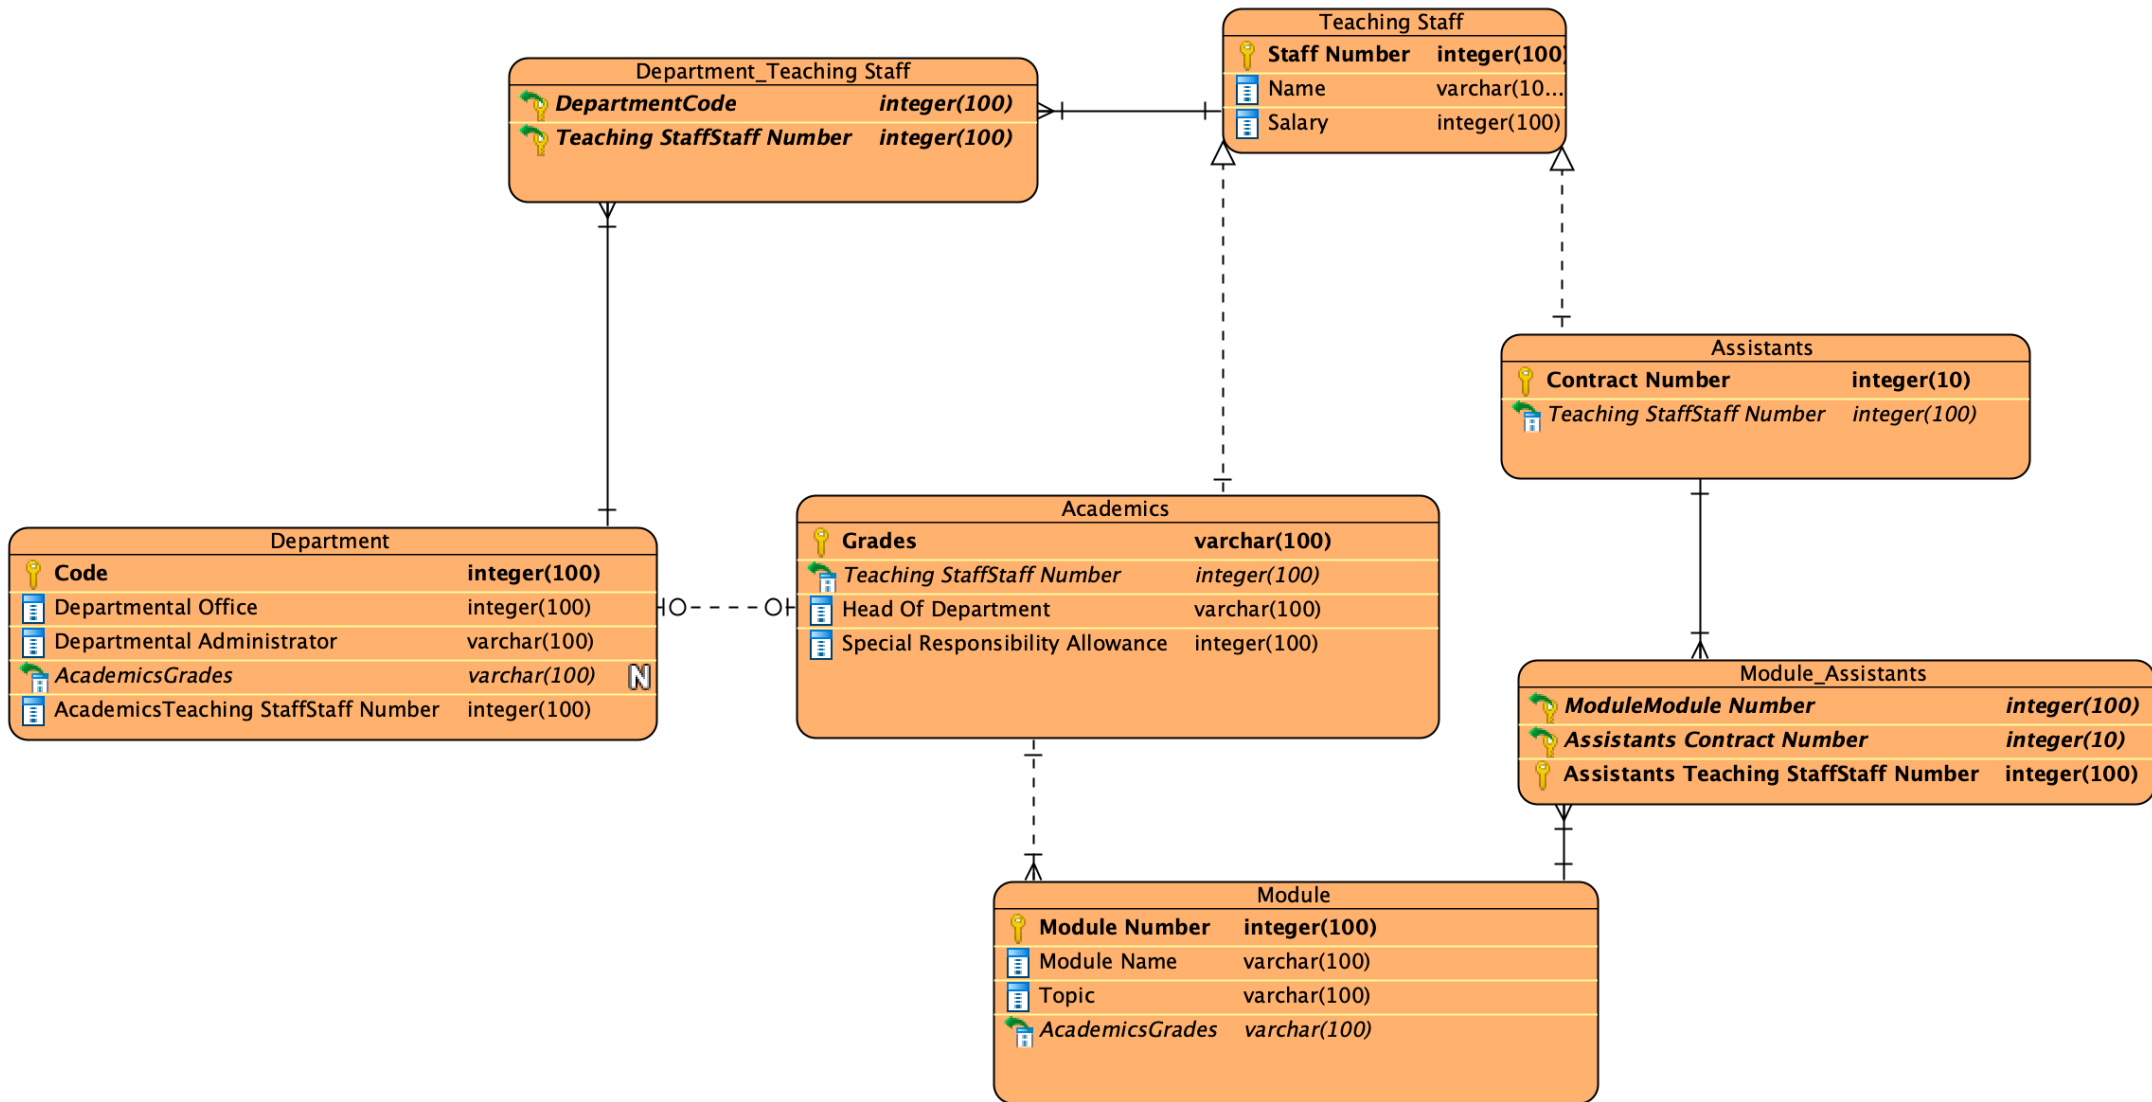 Teaching Staff
Staff Number integer(100)
Name varchar(10...
Salary integer(100)
Department_Teaching Staff
DepartmentCode integer(100)
Teaching StaffStaff Number integer(100)
Assistants
Contract Number integer(10)
Teaching StaffStaff Number integer(100)
Academics
Grades varchar(100)
Teaching StaffStaff Number integer(100)
Head Of Department varchar(100)
Special Responsibility Allowance integer(100)
Department
Code integer(100)
Departmental Office integer(100)
Departmental Administrator varchar(100)
AcademicsGrades varchar(100) N
AcademicsTeaching StaffStaff Number integer(100)
Module_Assistants
ModuleModule Number integer(100)
Assistants Contract Number integer(10)
Assistants Teaching StaffStaff Number integer(100)
Module
Module Number integer(100)
Module Name varchar(100)
Topic varchar(100)
AcademicsGrades varchar(100)